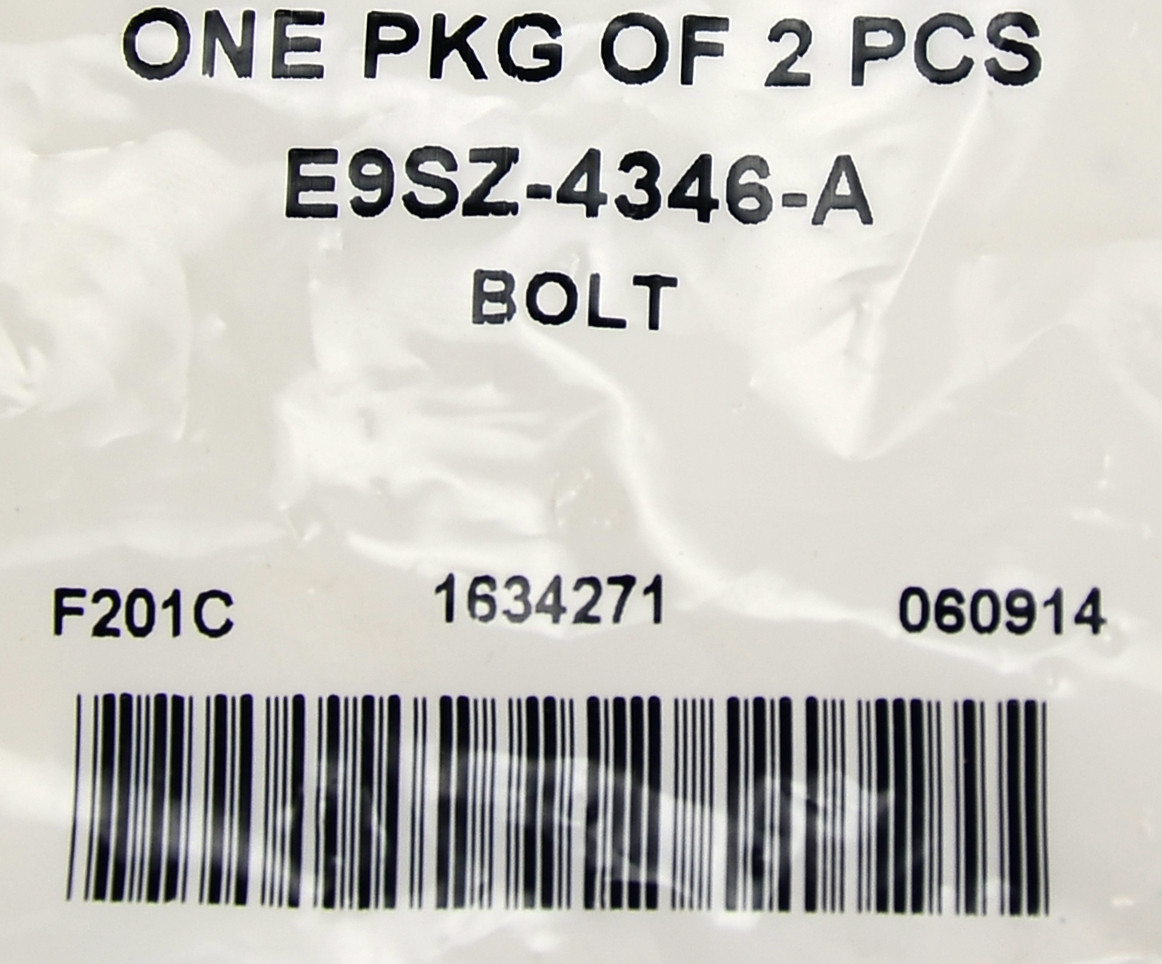 ONE PKG OF 2 PCS
E9SZ-4346-A
BOLT
F201C 1634271 060914